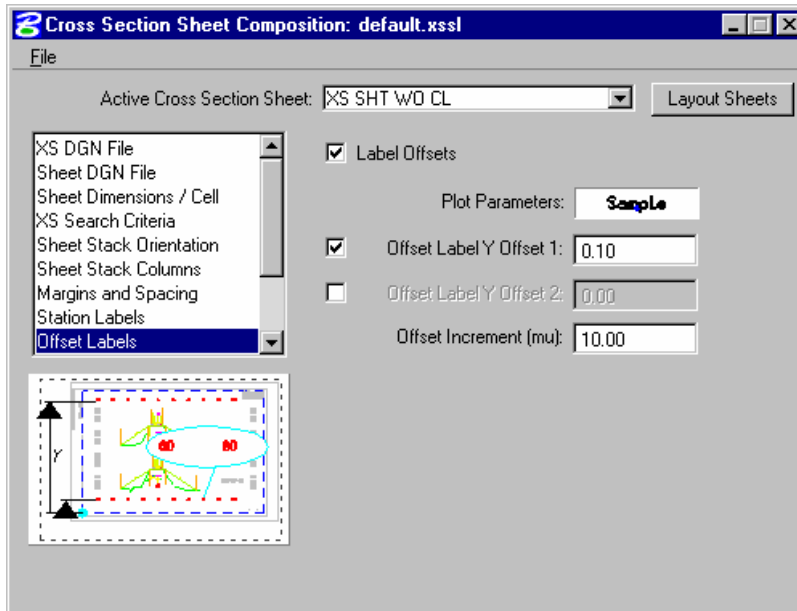 Cross Section Sheet Composition: default.xssl
File
Active Cross Section Sheet: XS SHT WO CL Layout Sheets
XS DGN File
Sheet DGN File
Sheet Dimensions / Cell
XS Search Criteria
Sheet Stack Orientation
Sheet Stack Columns
Margins and Spacing
Station Labels
Offset Labels
Label Offsets
Plot Parameters: Sample
Offset Label Y Offset 1: 0.10
Offset Label Y Offset 2: 0.00
Offset Increment (mu): 10.00
Y
60 60